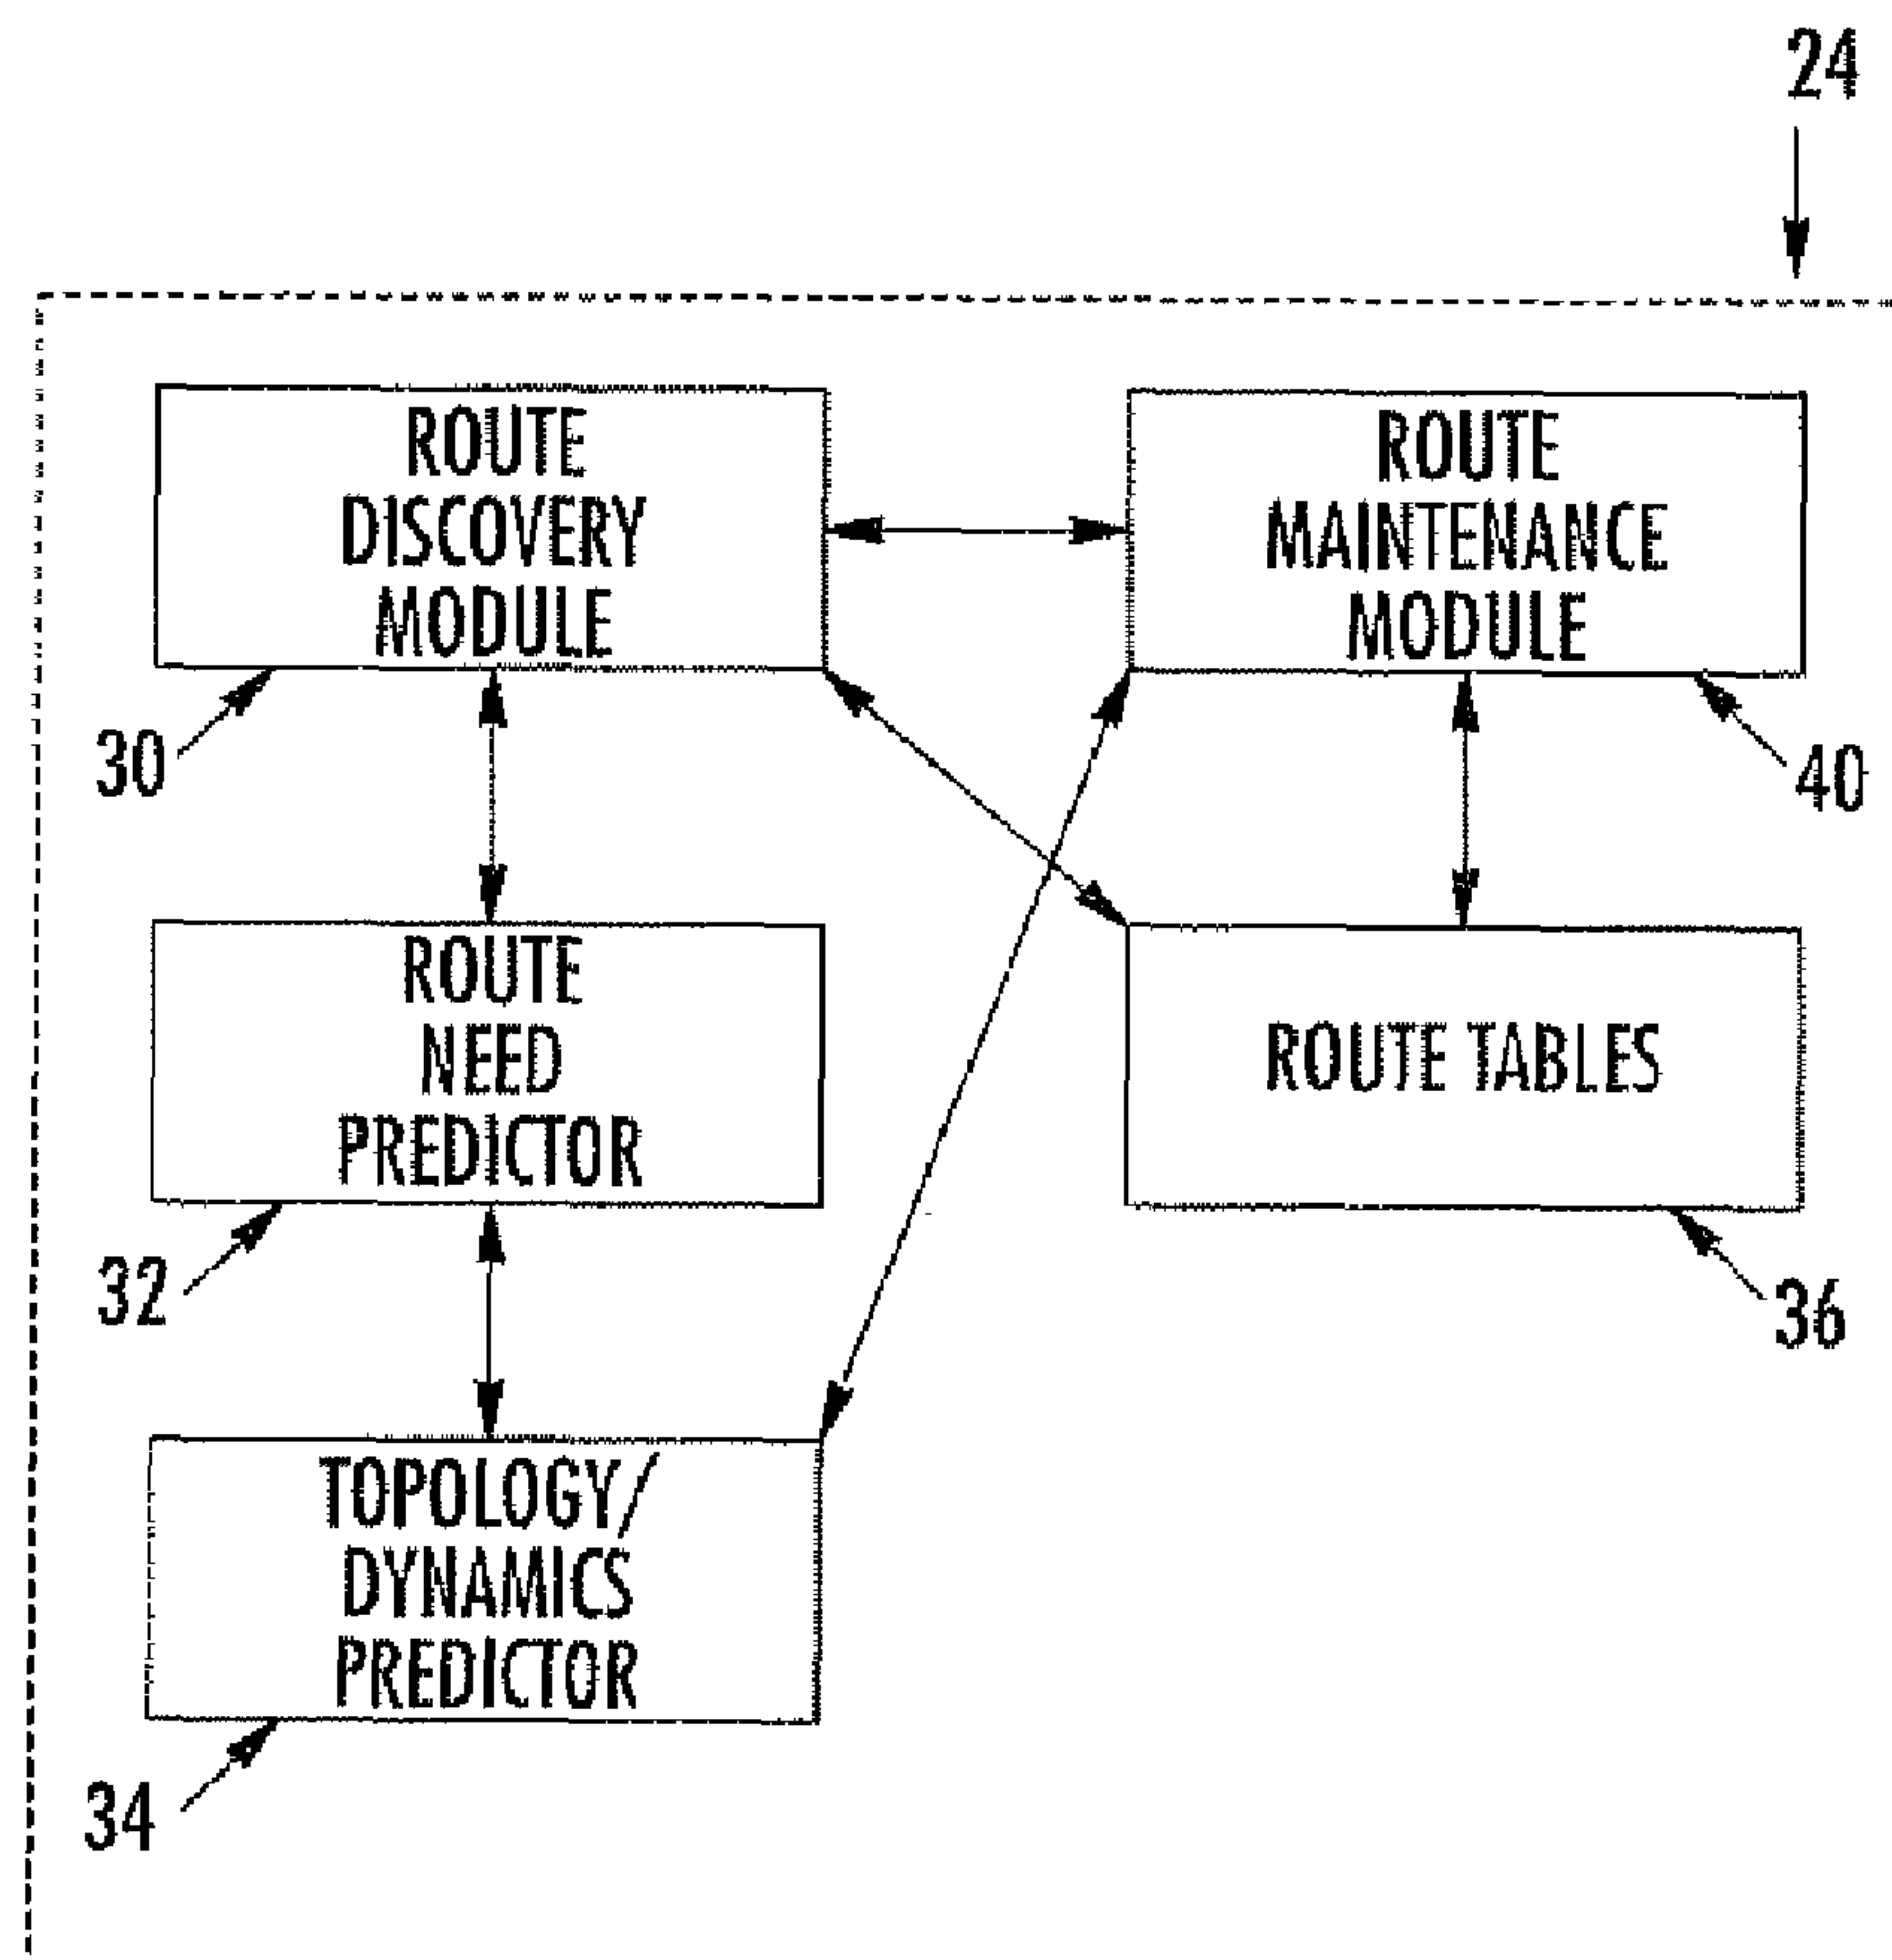 24
ROUTE
DISCOVERY
MODULE
30
ROUTE
MAINTENANCE
MODULE
40
ROUTE
NEED
PREDICTOR
32
ROUTE TABLES
36
TOPOLOGY/
DYNAMICS
PREDICTOR
34